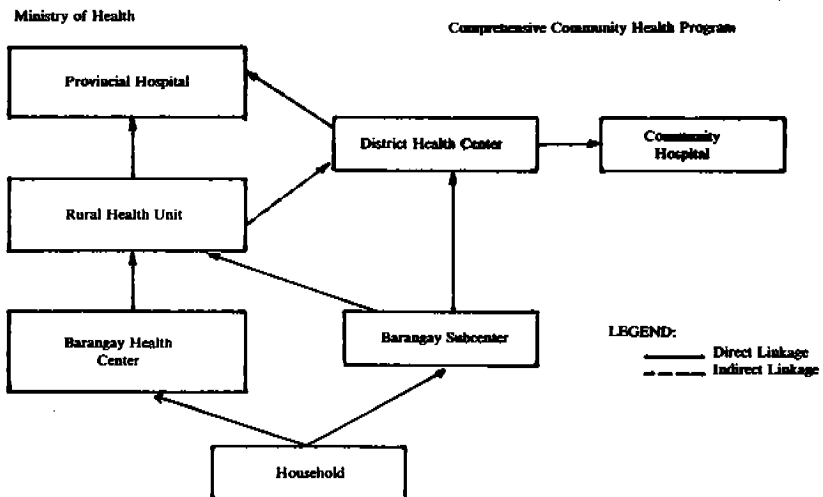 Ministry of Health
Comprehensive Community Health Program
Provincial Hospital
District Health Center
Community
Hospital
Rural Health Unit
Barangay Health
Center
Barangay Subcenter
LEGEND:
Direct Linkage
Indirect Linkage
Household